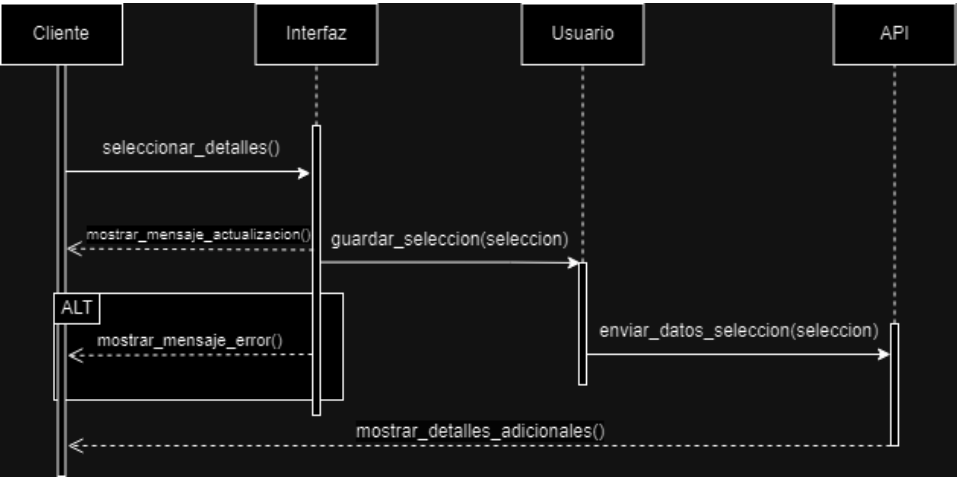 Cliente
Interfaz
Usuario
API
seleccionar_detalles()
mostrar_mensaje_actualizacion()
guardar_seleccion(seleccion)
ALT
enviar_datos_seleccion(seleccion)
mostrar_mensaje_error()
mostrar_detalles_adicionales()